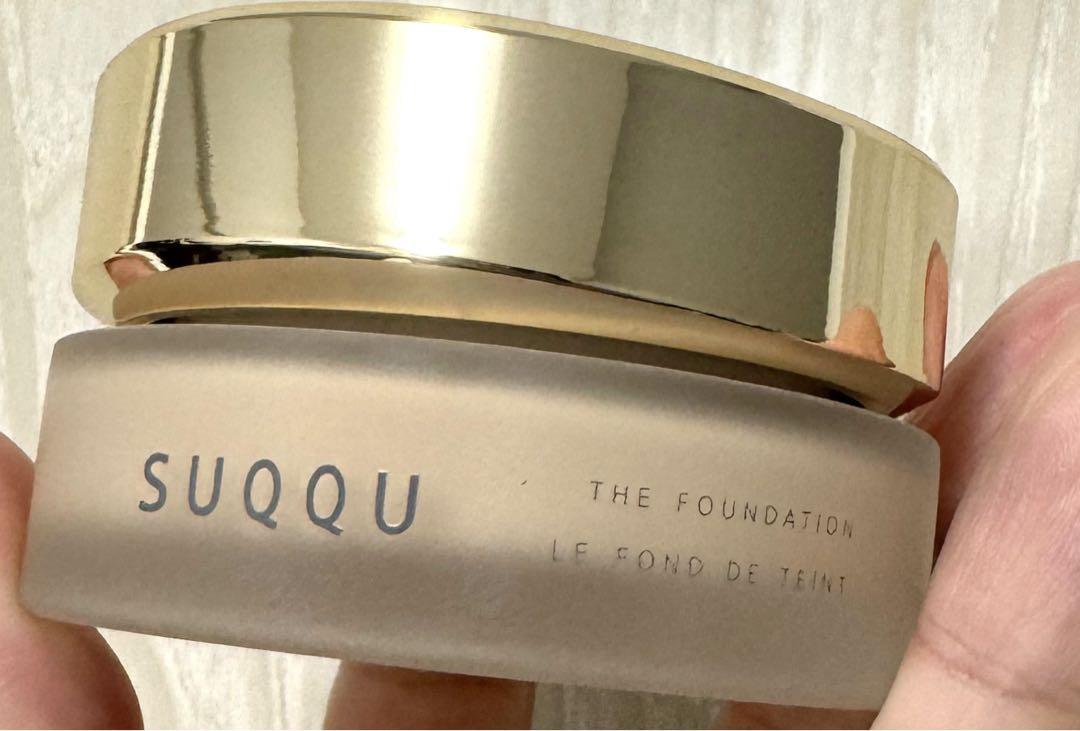 SUQQU
THE FOUNDATION
LE FOND DE TEINT